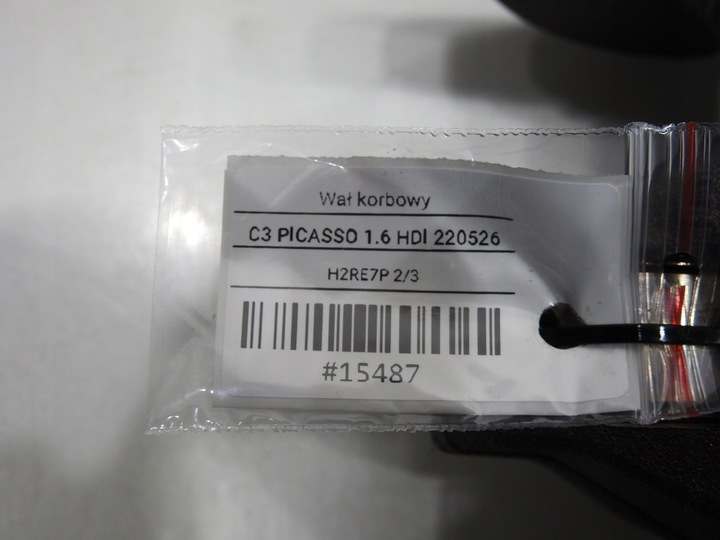 Wał korbowy
C3 PICASSO 1.6 HDI 220526
H2RE7P 2/3
#15487